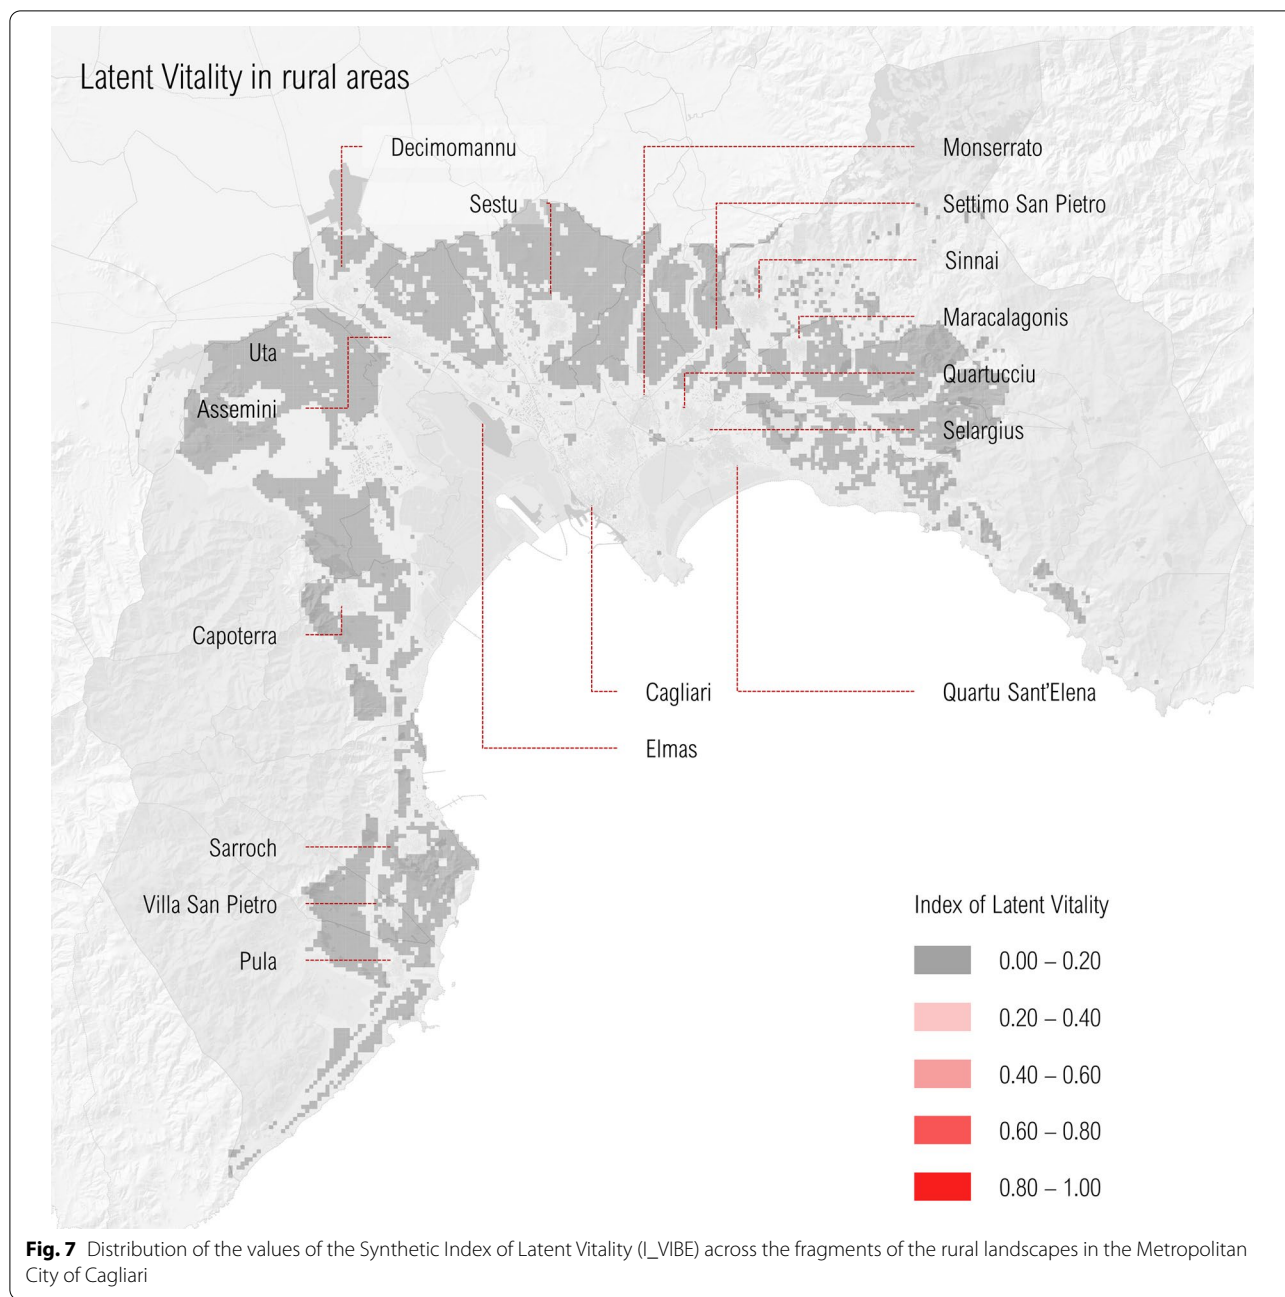 Latent Vitality in rural areas
Decimomannu
Monserrato
Sestu
Settimo San Pietro
Sinnai
Maracalagonis
Uta
Quartucciu
Assemini
Selargius
Capoterra
Cagliari
Quartu Sant'Elena
Elmas
Sarroch
Villa San Pietro
Pula
Index of Latent Vitality
0.00 – 0.20
0.20 – 0.40
0.40 – 0.60
0.60 – 0.80
0.80 – 1.00
Fig. 7 Distribution of the values of the Synthetic Index of Latent Vitality (I_VIBE) across the fragments of the rural landscapes in the Metropolitan
City of Cagliari